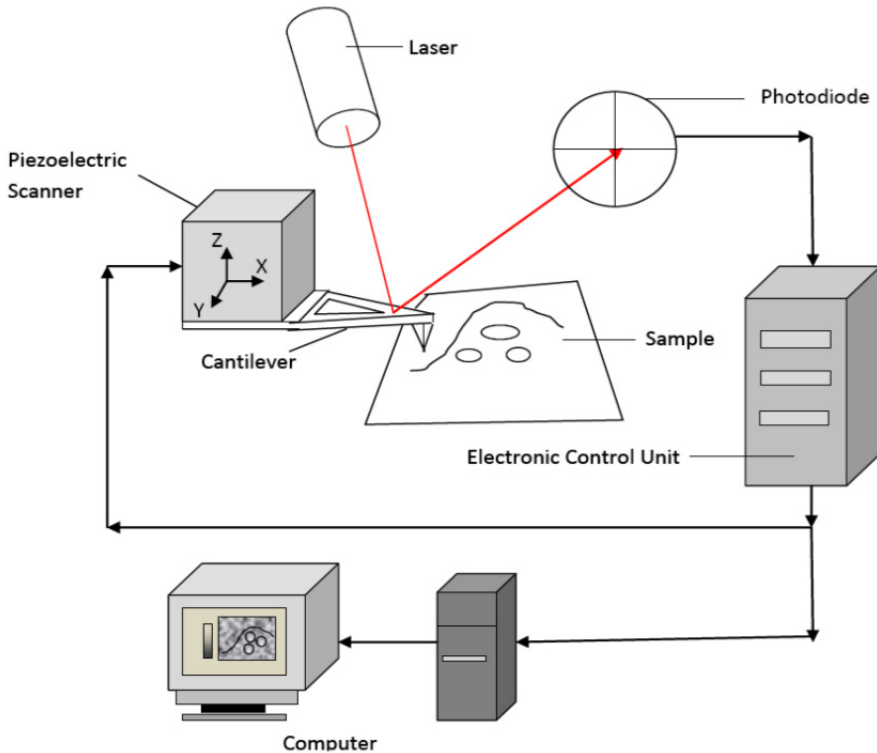 Laser
Photodiode
Piezoelectric
Scanner
Z
X
Y
Cantilever
Sample
Electronic Control Unit
Computer